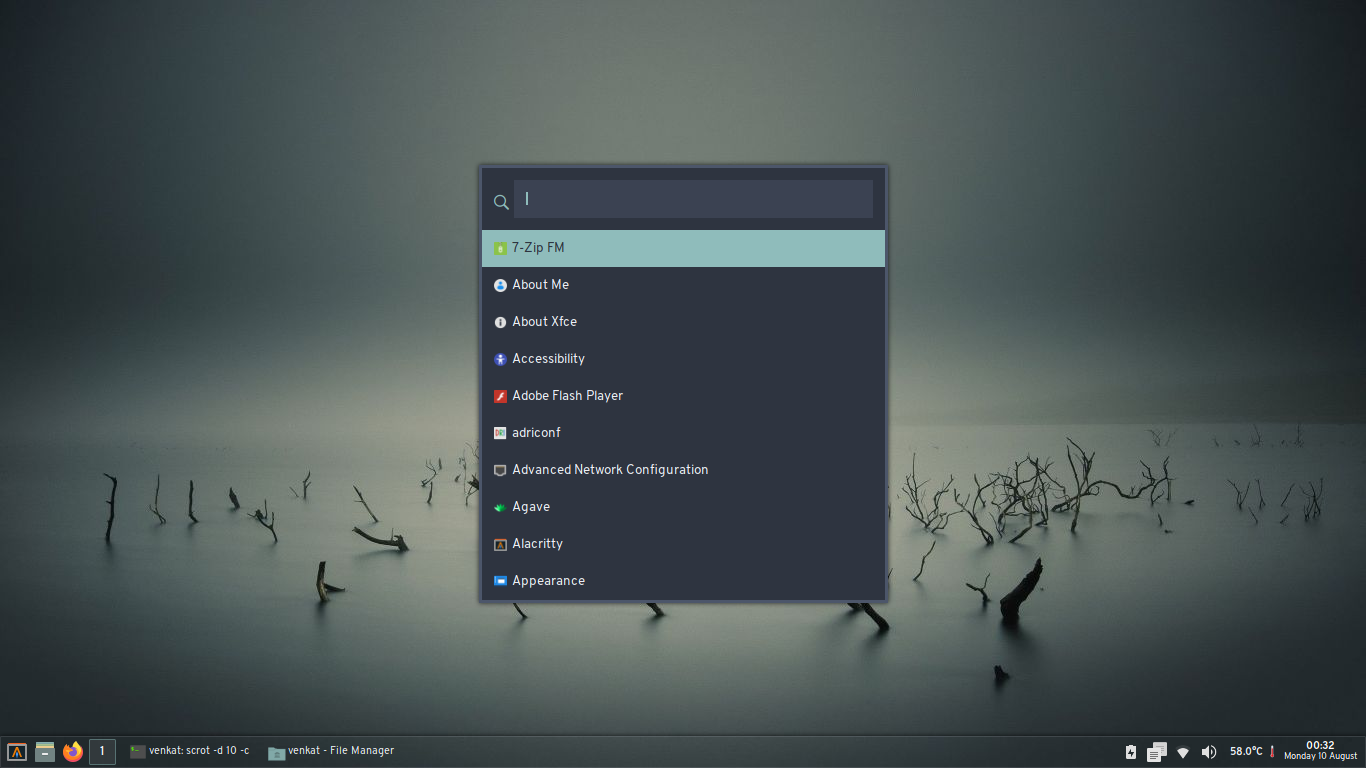 7-Zip FM
About Me
About Xfce
Accessibility
Adobe Flash Player
adriconf
Advanced Network Configuration
Agave
Alacritty
Appearance
1
venkat: scrot -d 10 -c
venkat - File Manager
58.0°C
00:32
Monday 10 August